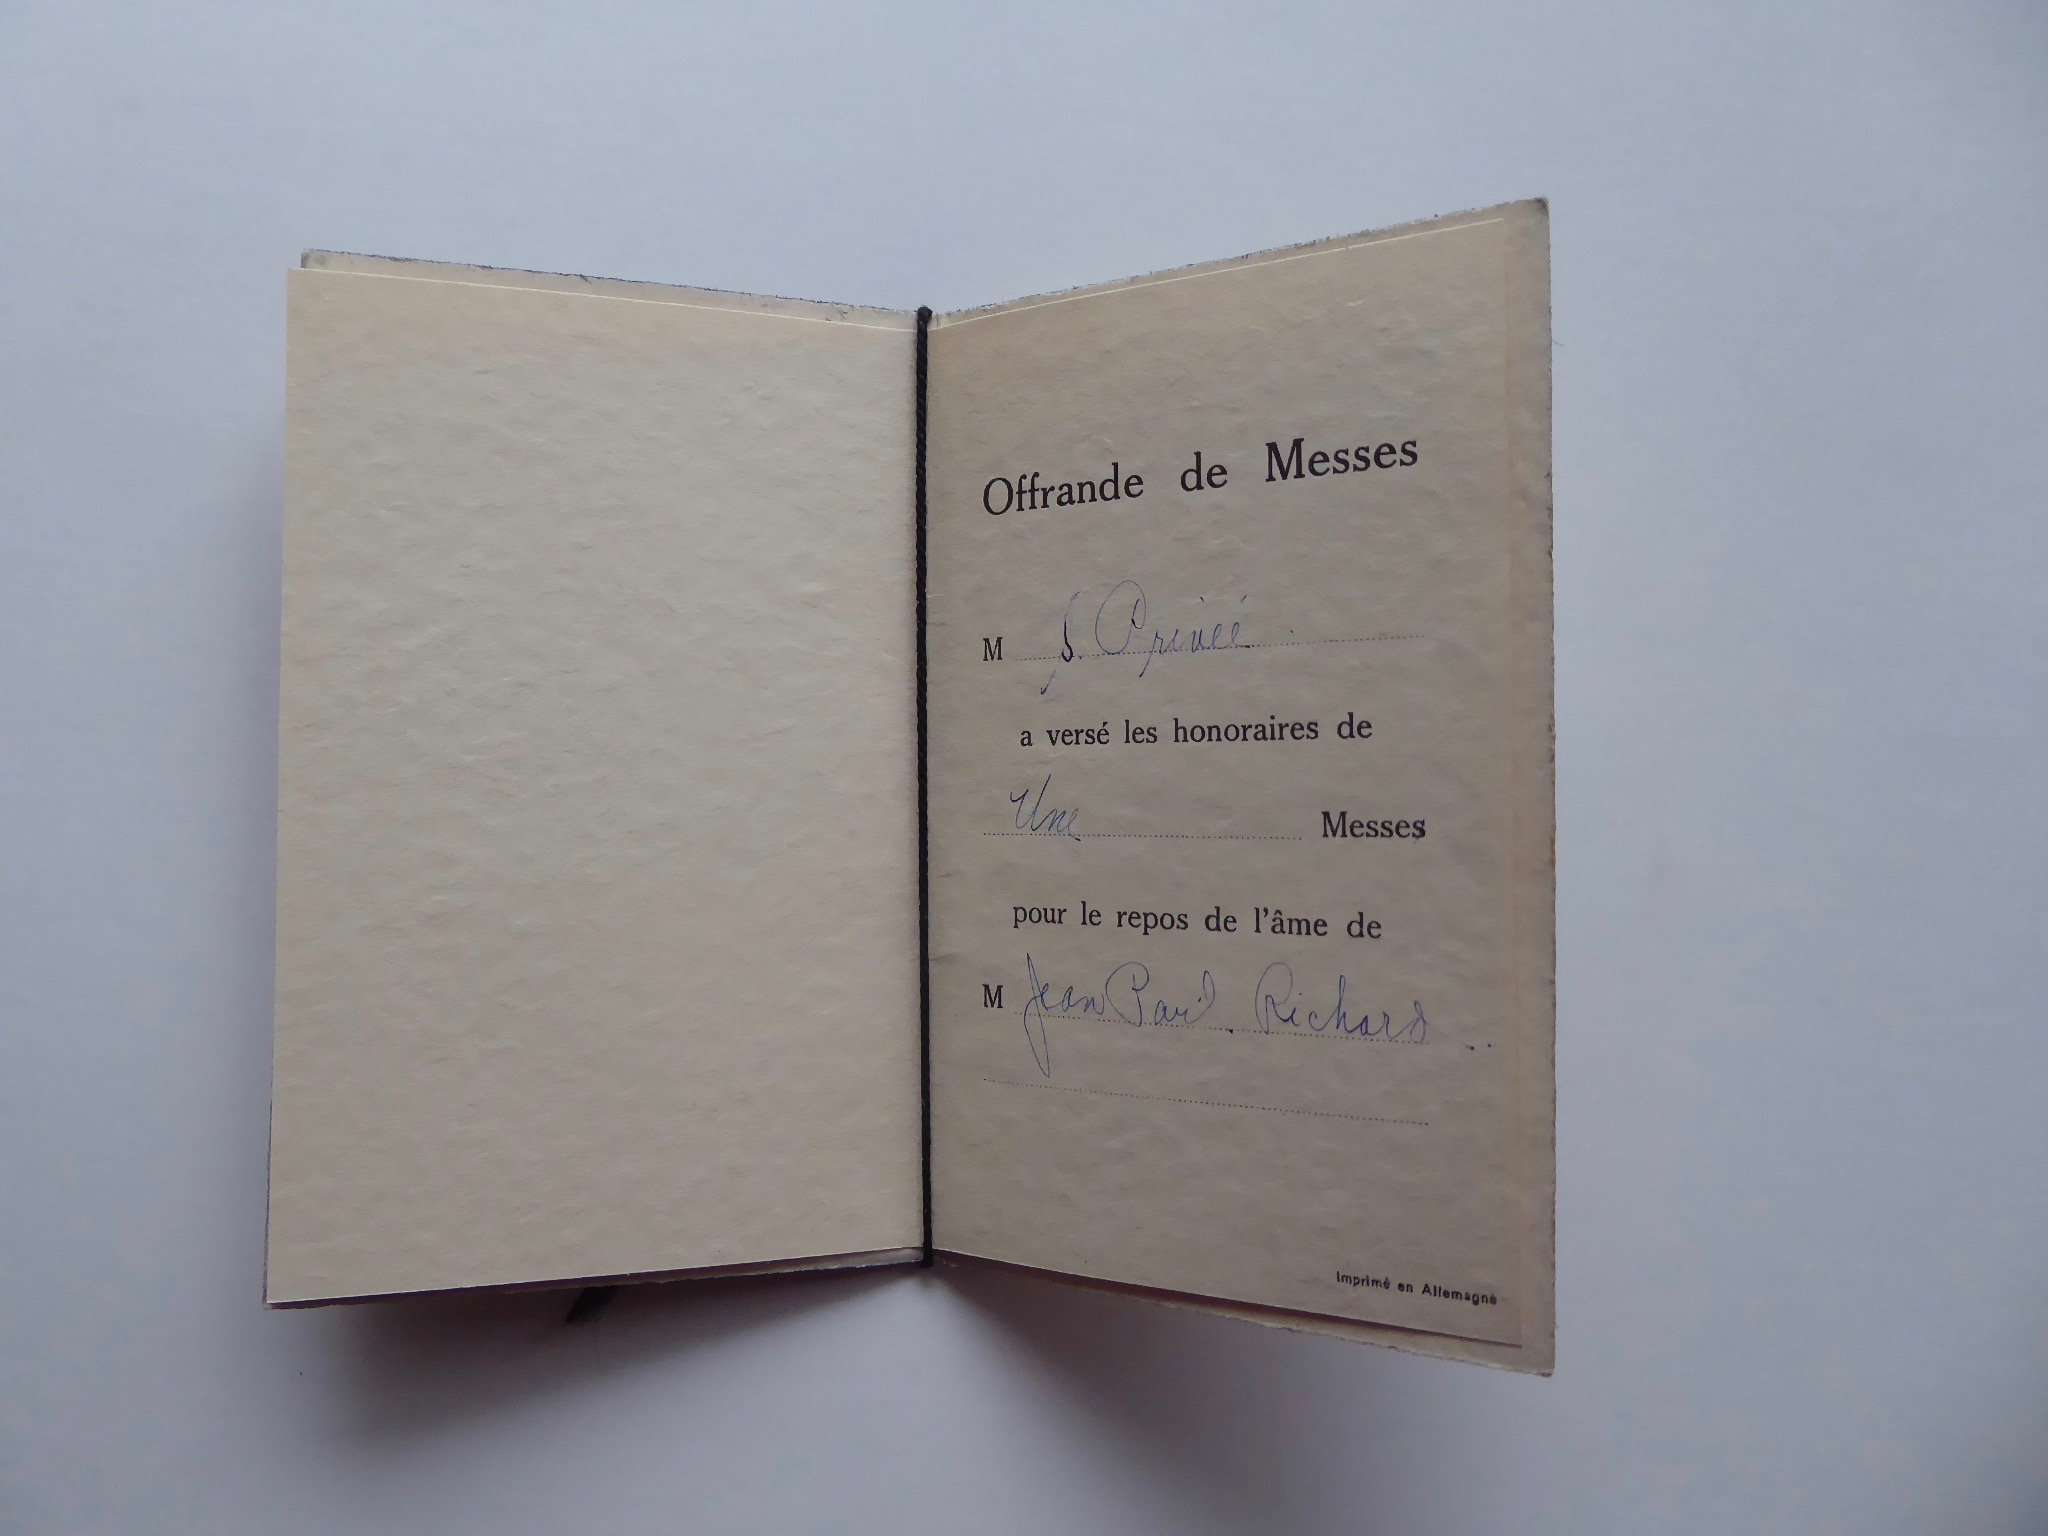 Offrande de Messes
M S. Privéé
a versé les honoraires de
Une Messes
pour le repos de l'âme de
M Jean Paul Richard
Imprimé en Allemagne